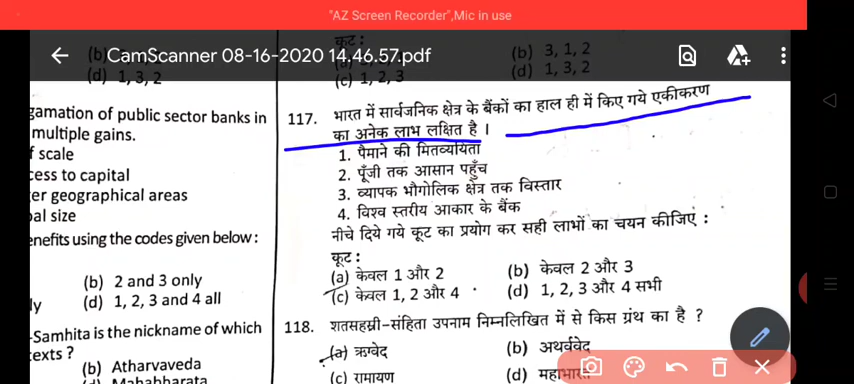 "AZ Screen Recorder",Mic in use
CamScanner 08-16-2020 14.46.57.pdf
(d) 1, 3, 2
gamation of public sector banks in
multiple gains.
f scale
cess to capital
er geographical areas
bal size
enefits using the codes given below :
(b) 2 and 3 only
ly (d) 1, 2, 3 and 4 all
-Samhita is the nickname of which
texts ?
(b) Atharvaveda
(d) Mahabharata
कूट :
(b) 3, 1, 2
(c) 1, 2, 3 (d) 1, 3, 2
117. भारत में सार्वजनिक क्षेत्र के बैंकों का हाल ही में किए गये एकीकरण
का अनेक लाभ लक्षित है ।
1. पैमाने की मितव्ययिता
2. पूँजी तक आसान पहुँच
3. व्यापक भौगोलिक क्षेत्र तक विस्तार
4. विश्व स्तरीय आकार के बैंक
नीचे दिये गये कूट का प्रयोग कर सही लाभों का चयन कीजिए :
कूट :
(a) केवल 1 और 2 (b) केवल 2 और 3
(c) केवल 1, 2 और 4 (d) 1, 2, 3 और 4 सभी
118. शतसहस्री-संहिता उपनाम निम्नलिखित में से किस ग्रंथ का है ?
(a) ऋग्वेद (b) अथर्ववेद
(c) रामायण (d) महाभारत